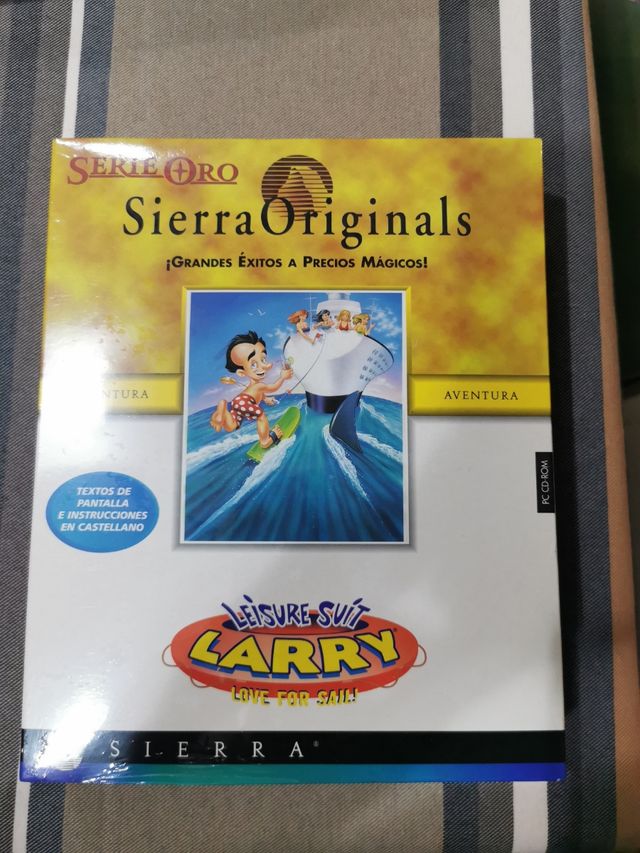 SERIE ORO
SierraOriginals
¡GRANDES ÉXITOS A PRECIOS MÁGICOS!
AVENTURA
TEXTOS DE
PANTALLA
E INSTRUCCIONES
EN CASTELLANO
PC CD-ROM
LEISURE SUIT
LARRY®
LOVE FOR SAIL!
SIERRA®